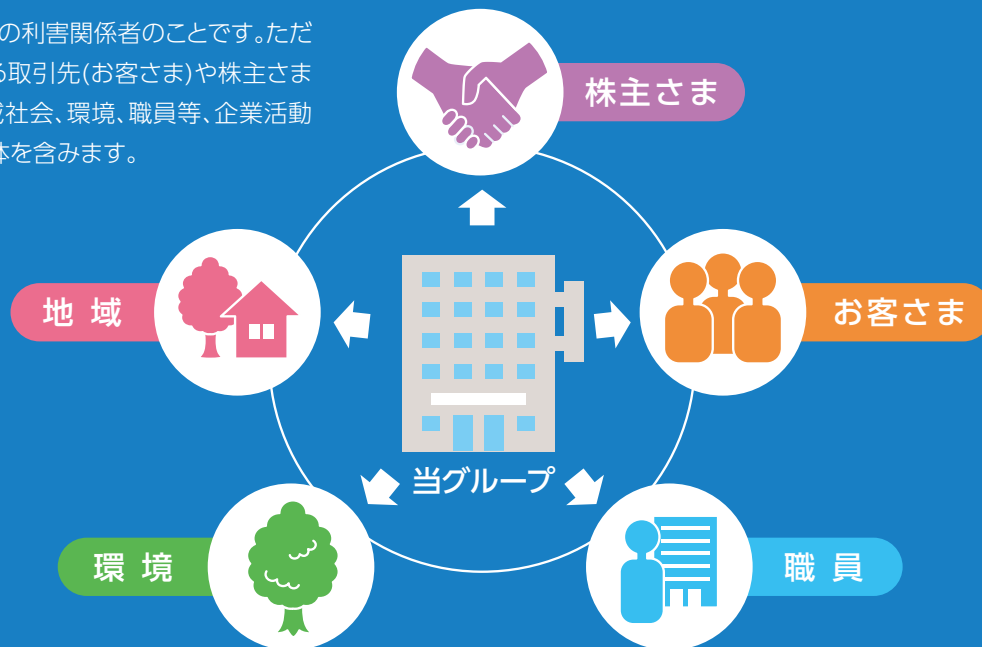 の利害関係者のことです。ただ
る取引先(お客さま)や株主さま
社会、環境、職員等、企業活動
を含みます。
株主さま
地 域
お客さま
当グループ
環 境
職 員